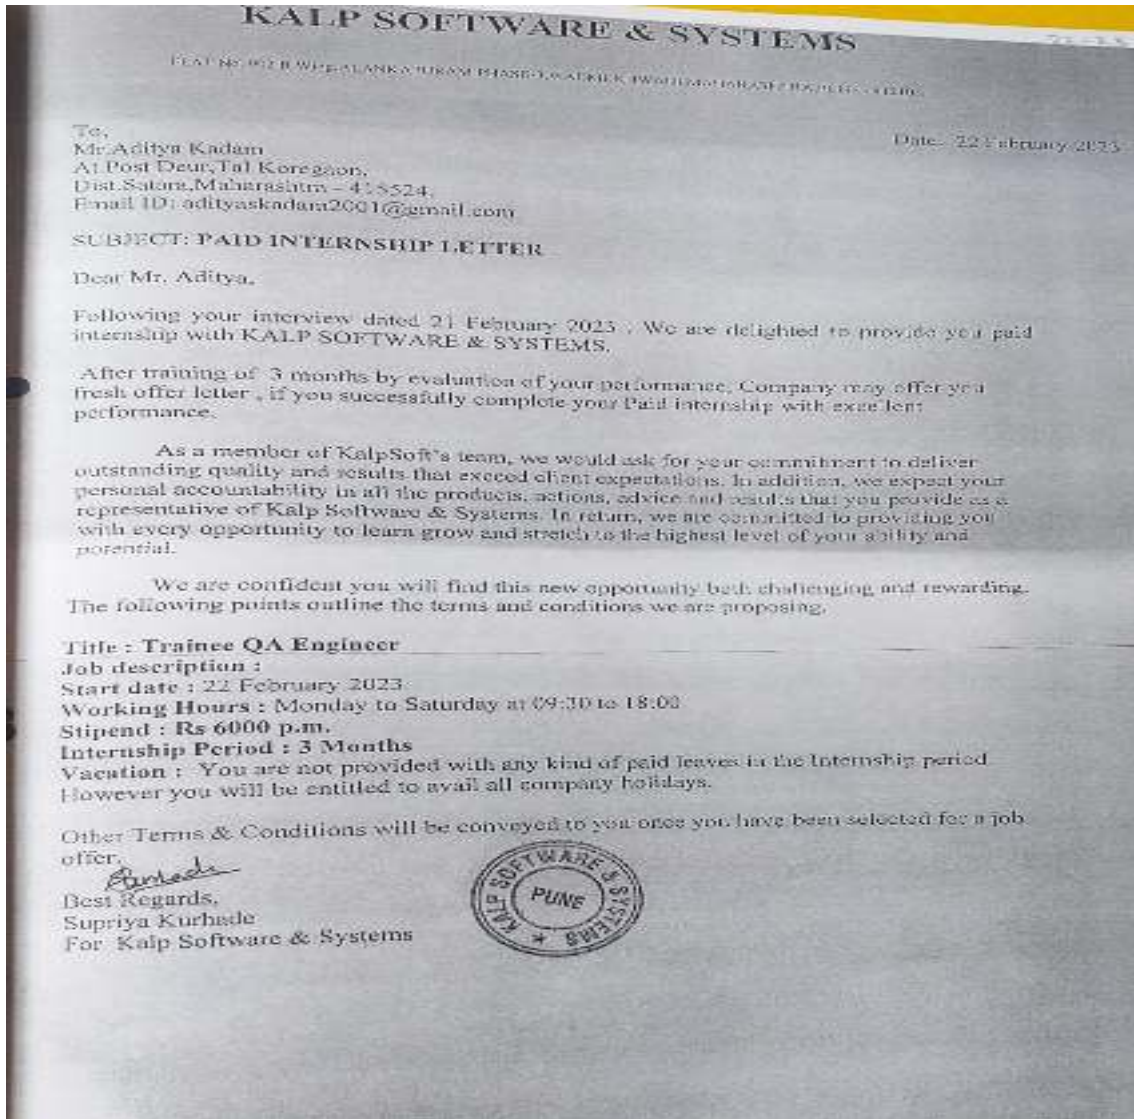 KALP SOFTWARE & SYSTEMS
Date: 22 February 2023
To,
Mr.Aditya Kadam
At Post Deur,Tal Koregaon,
Dist.Satara,Maharashtra - 415524.
Email ID: adityaskadam2001@gmail.com
SUBJECT: PAID INTERNSHIP LETTER
Dear Mr. Aditya,
Following your interview dated 21 February 2023 . We are delighted to provide you paid
internship with KALP SOFTWARE & SYSTEMS.
After training of 3 months by evaluation of your performance, Company may offer you
fresh offer letter , if you successfully complete your Paid internship with excellent
performance.
As a member of KalpSoft's team, we would ask for your commitment to deliver
outstanding quality and results that exceed client expectations. In addition, we expect your
personal accountability in all the products, actions, advice and results that you provide as a
representative of Kalp Software & Systems. In return, we are committed to providing you
with every opportunity to learn grow and stretch to the highest level of your ability and
potential.
We are confident you will find this new opportunity both challenging and rewarding.
The following points outline the terms and conditions we are proposing.
Title : Trainee QA Engineer
Job description :
Start date : 22 February 2023
Working Hours : Monday to Saturday at 09:30 to 18:00
Stipend : Rs 6000 p.m.
Internship Period : 3 Months
Vacation : You are not provided with any kind of paid leaves in the Internship period
However you will be entitled to avail all company holidays.
Other Terms & Conditions will be conveyed to you once you have been selected for a job
offer.
Best Regards,
Supriya Kurhade
For Kalp Software & Systems
KALP SOFTWARE & SYSTEMS
PUNE